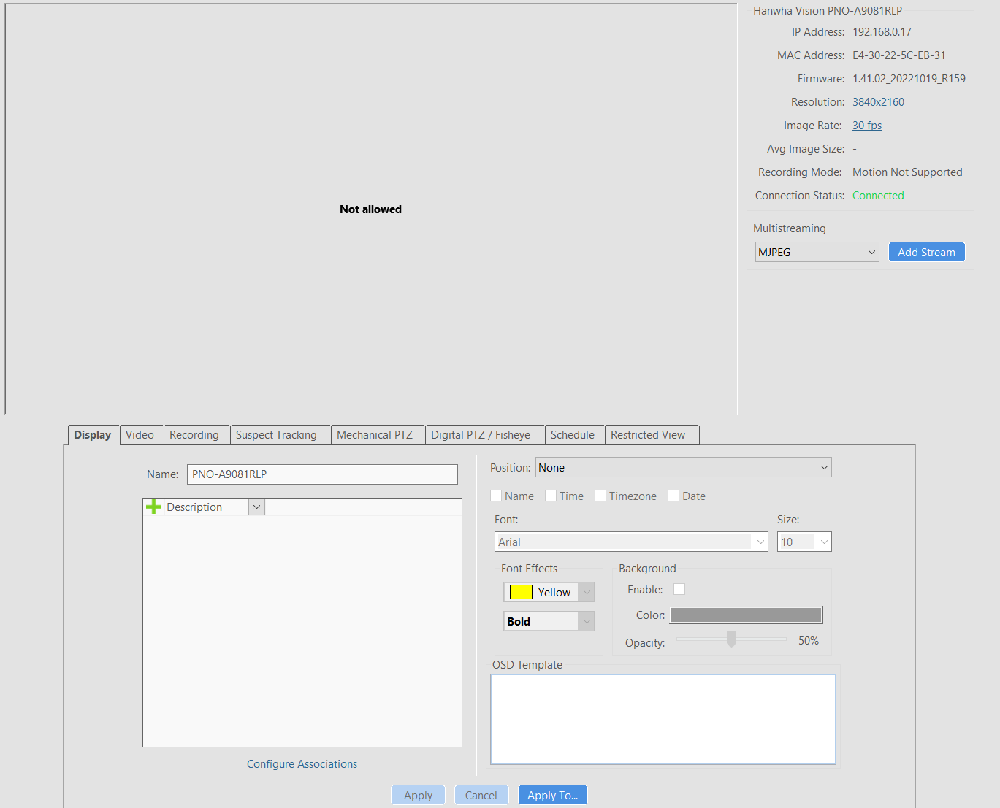 Not allowed
Hanwha Vision PNO-A9081RLP
IP Address: 192.168.0.17
MAC Address: E4-30-22-5C-EB-31
Firmware: 1.41.02_20221019_R159
Resolution: 3840x2160
Image Rate: 30 fps
Avg Image Size: -
Recording Mode: Motion Not Supported
Connection Status: Connected
Multistreaming
MJPEG Add Stream
Display Video Recording Suspect Tracking Mechanical PTZ Digital PTZ / Fisheye Schedule Restricted View
Name: PNO-A9081RLP
Description
Configure Associations
Position: None
Name Time Timezone Date
Font: Size:
Arial 10
Font Effects Background
Yellow Enable:
Bold Color:
Opacity: 50%
OSD Template
Apply Cancel Apply To...